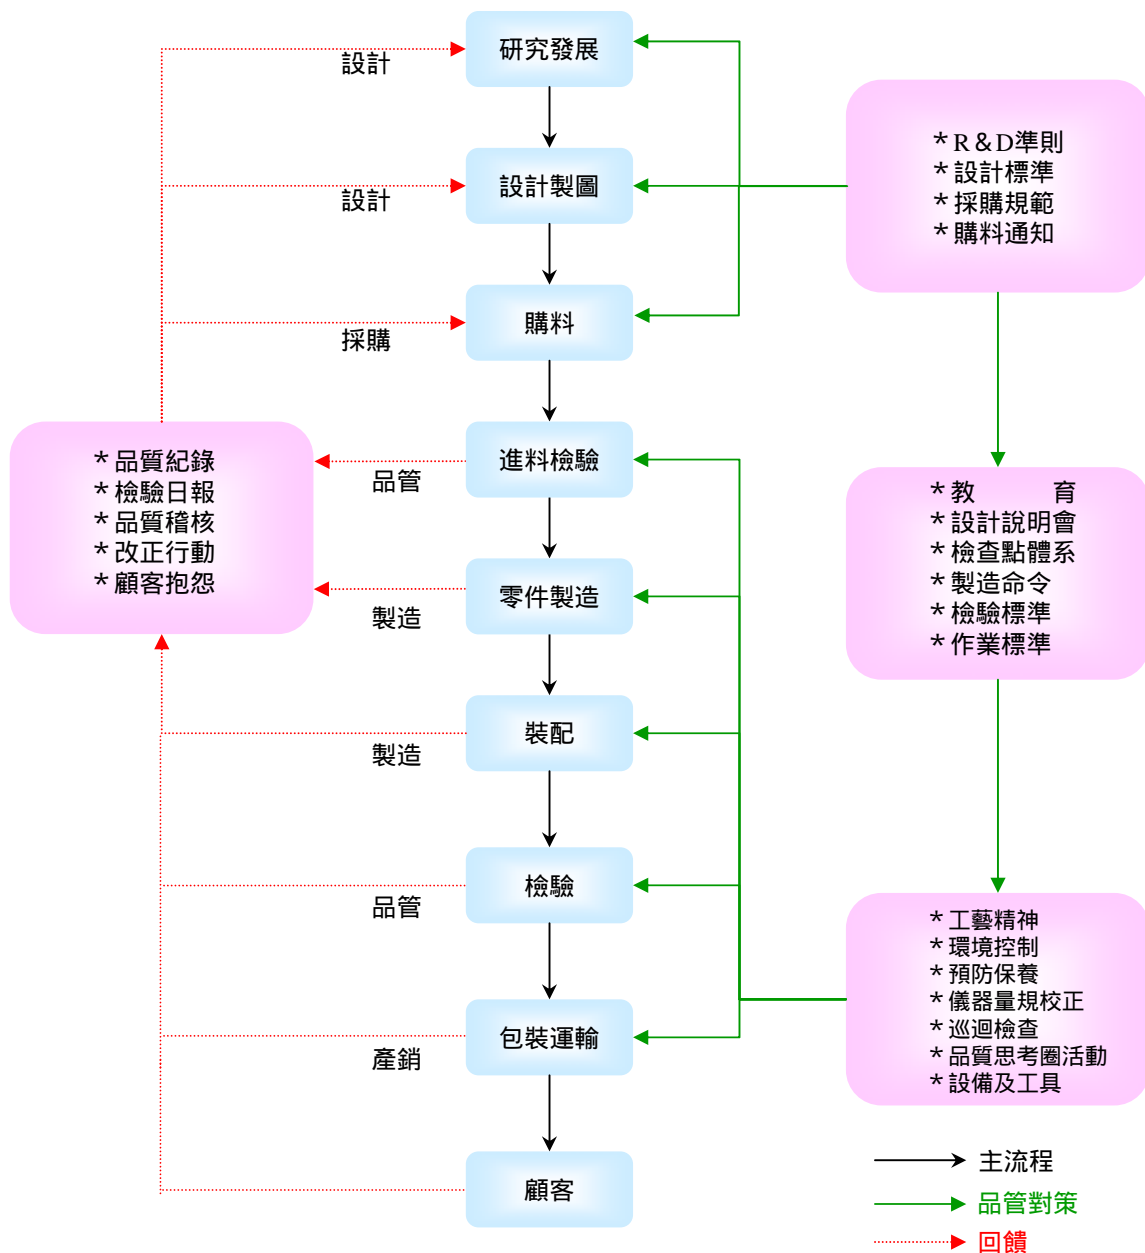 研究發展
設計
設計製圖
設計
購料
採購
進料檢驗
品管
零件製造
製造
裝配
製造
檢驗
品管
包裝運輸
產銷
顧客
*品質紀錄
*檢驗日報
*品質稽核
*改正行動
*顧客抱怨
*R&D準則
*設計標準
*採購規範
*購料通知
*教 育
*設計說明會
*檢查點體系
*製造命令
*檢驗標準
*作業標準
*工藝精神
*環境控制
*預防保養
*儀器量規校正
*巡迴檢查
*品質思考圈活動
*設備及工具
主流程
品管對策
回饋